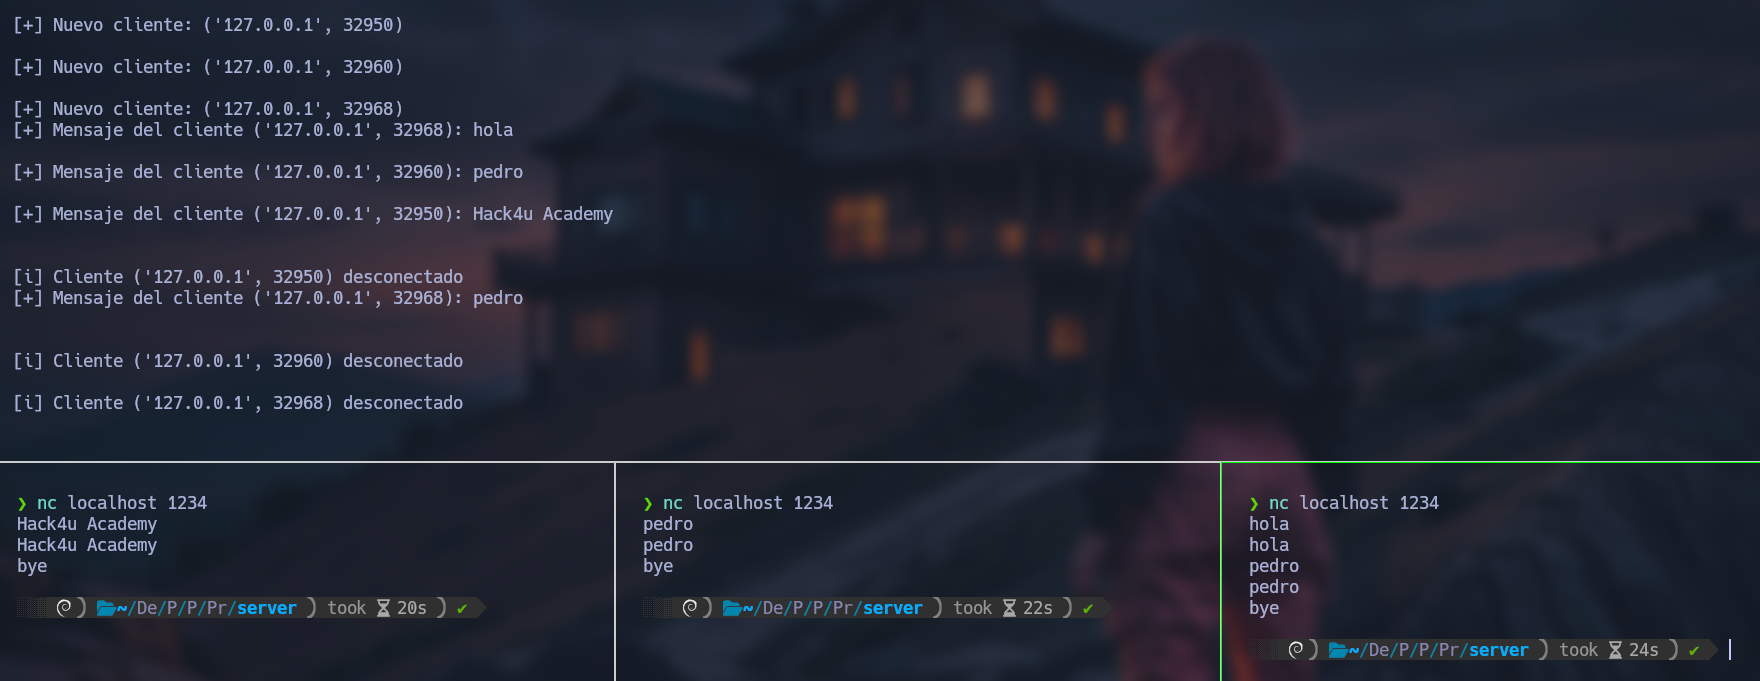 [+] Nuevo cliente: ('127.0.0.1', 32950)
[+] Nuevo cliente: ('127.0.0.1', 32960)
[+] Nuevo cliente: ('127.0.0.1', 32968)
[+] Mensaje del cliente ('127.0.0.1', 32968): hola
[+] Mensaje del cliente ('127.0.0.1', 32960): pedro
[+] Mensaje del cliente ('127.0.0.1', 32950): Hack4u Academy
[i] Cliente ('127.0.0.1', 32950) desconectado
[+] Mensaje del cliente ('127.0.0.1', 32968): pedro
[i] Cliente ('127.0.0.1', 32960) desconectado
[i] Cliente ('127.0.0.1', 32968) desconectado
❯ nc localhost 1234
Hack4u Academy
Hack4u Academy
bye
~/De/P/P/Pr/server ) took 20s ) ✔
❯ nc localhost 1234
pedro
pedro
bye
~/De/P/P/Pr/server ) took 22s ) ✔
❯ nc localhost 1234
hola
hola
pedro
pedro
bye
~/De/P/P/Pr/server ) took 24s ) ✔